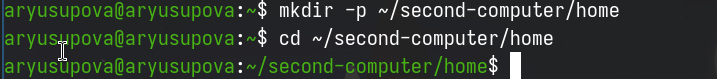 aryusupova@aryusupova:~$ mkdir -p ~/second-computer/home
aryusupova@aryusupova:~$ cd ~/second-computer/home
aryusupova@aryusupova:~/second-computer/home$